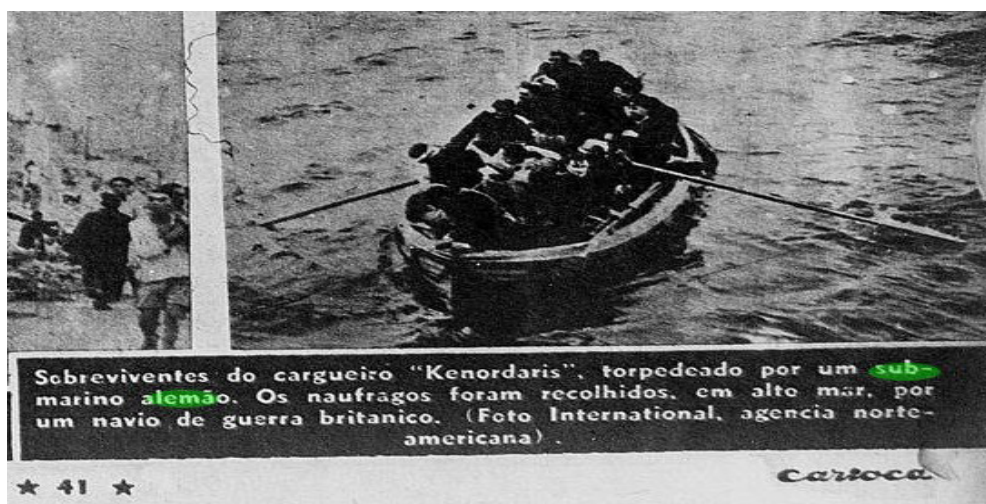 Sobreviventes do cargueiro "Kenordaris", torpedeado por um sub-
marino alemão. Os naufragos foram recolhidos, em alto mar, por
um navio de guerra britanico. (Foto International, agencia norte-
americana).
★ 41 ★
carioca